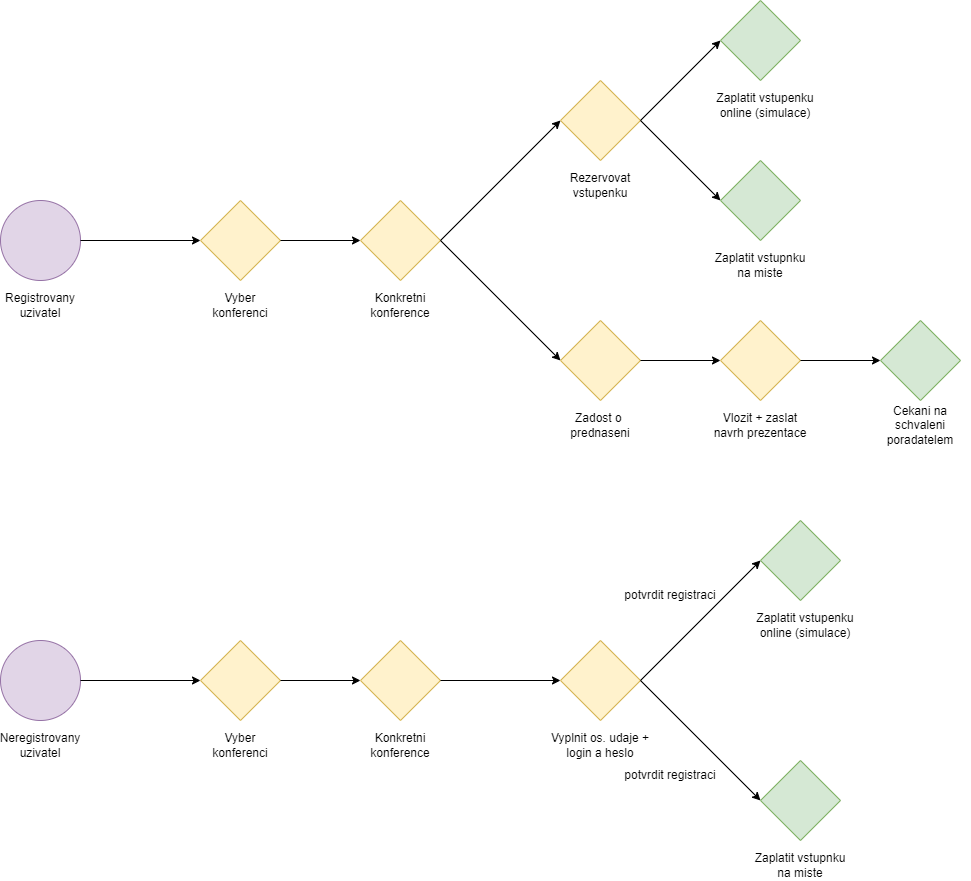 Zaplatit vstupenku
online (simulace)
Rezervovat
vstupenku
Zaplatit vstupnku
na miste
Registrovany
uzivatel
Vyber
konferenci
Konkretni
konference
Zadost o
prednaseni
Vlozit + zaslat
navrh prezentace
Cekani na
schvaleni
poradatelem
potvrdit registraci
Zaplatit vstupenku
online (simulace)
Neregistrovany
uzivatel
Vyber
konferenci
Konkretni
konference
Vyplnit os. udaje +
login a heslo
potvrdit registraci
Zaplatit vstupnku
na miste